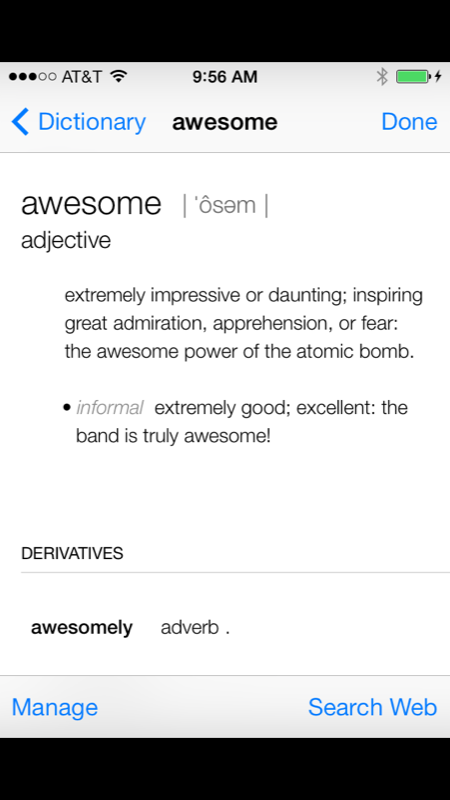 ●●●○○ AT&T 9:56 AM
Dictionary awesome Done
awesome | ˈôsəm |
adjective
extremely impressive or daunting; inspiring
great admiration, apprehension, or fear:
the awesome power of the atomic bomb.
• informal extremely good; excellent: the
band is truly awesome!
DERIVATIVES
awesomely adverb .
Manage Search Web